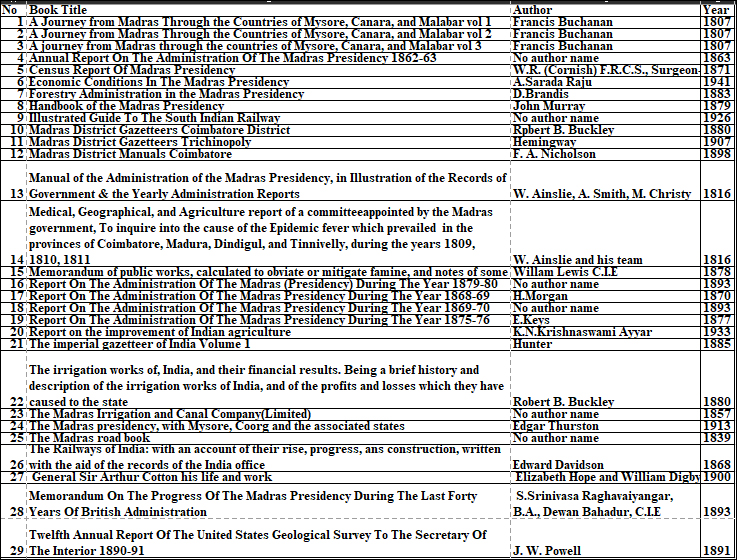 No Book Title Author Year
1 A Journey from Madras Through the Countries of Mysore, Canara, and Malabar vol 1 Francis Buchanan 1807
2 A Journey from Madras Through the Countries of Mysore, Canara, and Malabar vol 2 Francis Buchanan 1807
3 A journey from Madras through the countries of Mysore, Canara, and Malabar vol 3 Francis Buchanan 1807
4 Annual Report On The Administration Of The Madras Presidency 1862-63 No author name 1863
5 Census Report Of Madras Presidency W.R. (Cornish) F.R.C.S., Surgeon- 1871
6 Economic Conditions In The Madras Presidency A.Sarada Raju 1941
7 Forestry Administration in the Madras Presidency D.Brandis 1883
8 Handbook of the Madras Presidency John Murray 1879
9 Illustrated Guide To The South Indian Railway No author name 1926
10 Madras District Gazetteers Coimbatore District Rpbert B. Buckley 1880
11 Madras District Gazetteers Trichinopoly Hemingway 1907
12 Madras District Manuals Coimbatore F. A. Nicholson 1898
Manual of the Administration of the Madras Presidency, in Illustration of the Records of
13 Government & the Yearly Administration Reports W. Ainslie, A. Smith, M. Christy 1816
Medical, Geographical, and Agriculture report of a committeeappointed by the Madras
government, To inquire into the cause of the Epidemic fever which prevailed in the
provinces of Coimbatore, Madura, Dindigul, and Tinnivelly, during the years 1809,
14 1810, 1811 W. Ainslie and his team 1816
15 Memorandum of public works, calculated to obviate or mitigate famine, and notes of some Willam Lewis C.I.E 1878
16 Report On The Administration Of The Madras (Presidency) During The Year 1879-80 No author name 1893
17 Report On The Administration Of The Madras Presidency During The Year 1868-69 H.Morgan 1870
18 Report On The Administration Of The Madras Presidency During The Year 1869-70 No author name 1893
19 Report On The Administration Of The Madras Presidency During The Year 1875-76 E.Keys 1877
20 Report on the improvement of Indian agriculture K.N.Krishnaswami Ayyar 1933
21 The imperial gazetteer of India Volume 1 Hunter 1885
The irrigation works of, India, and their financial results. Being a brief history and
description of the irrigation works of India, and of the profits and losses which they have
22 caused to the state Robert B. Buckley 1880
23 The Madras Irrigation and Canal Company(Limited) No author name 1857
24 The Madras presidency, with Mysore, Coorg and the associated states Edgar Thurston 1913
25 The Madras road book No author name 1839
The Railways of India: with an account of their rise, progress, ans construction, written
26 with the aid of the records of the India office Edward Davidson 1868
27 General Sir Arthur Cotton his life and work Elizabeth Hope and William Digby 1900
Memorandum On The Progress Of The Madras Presidency During The Last Forty S.Srinivasa Raghavaiyangar,
28 Years Of British Administration B.A., Dewan Bahadur, C.I.E 1893
Twelfth Annual Report Of The United States Geological Survey To The Secretary Of
29 The Interior 1890-91 J. W. Powell 1891